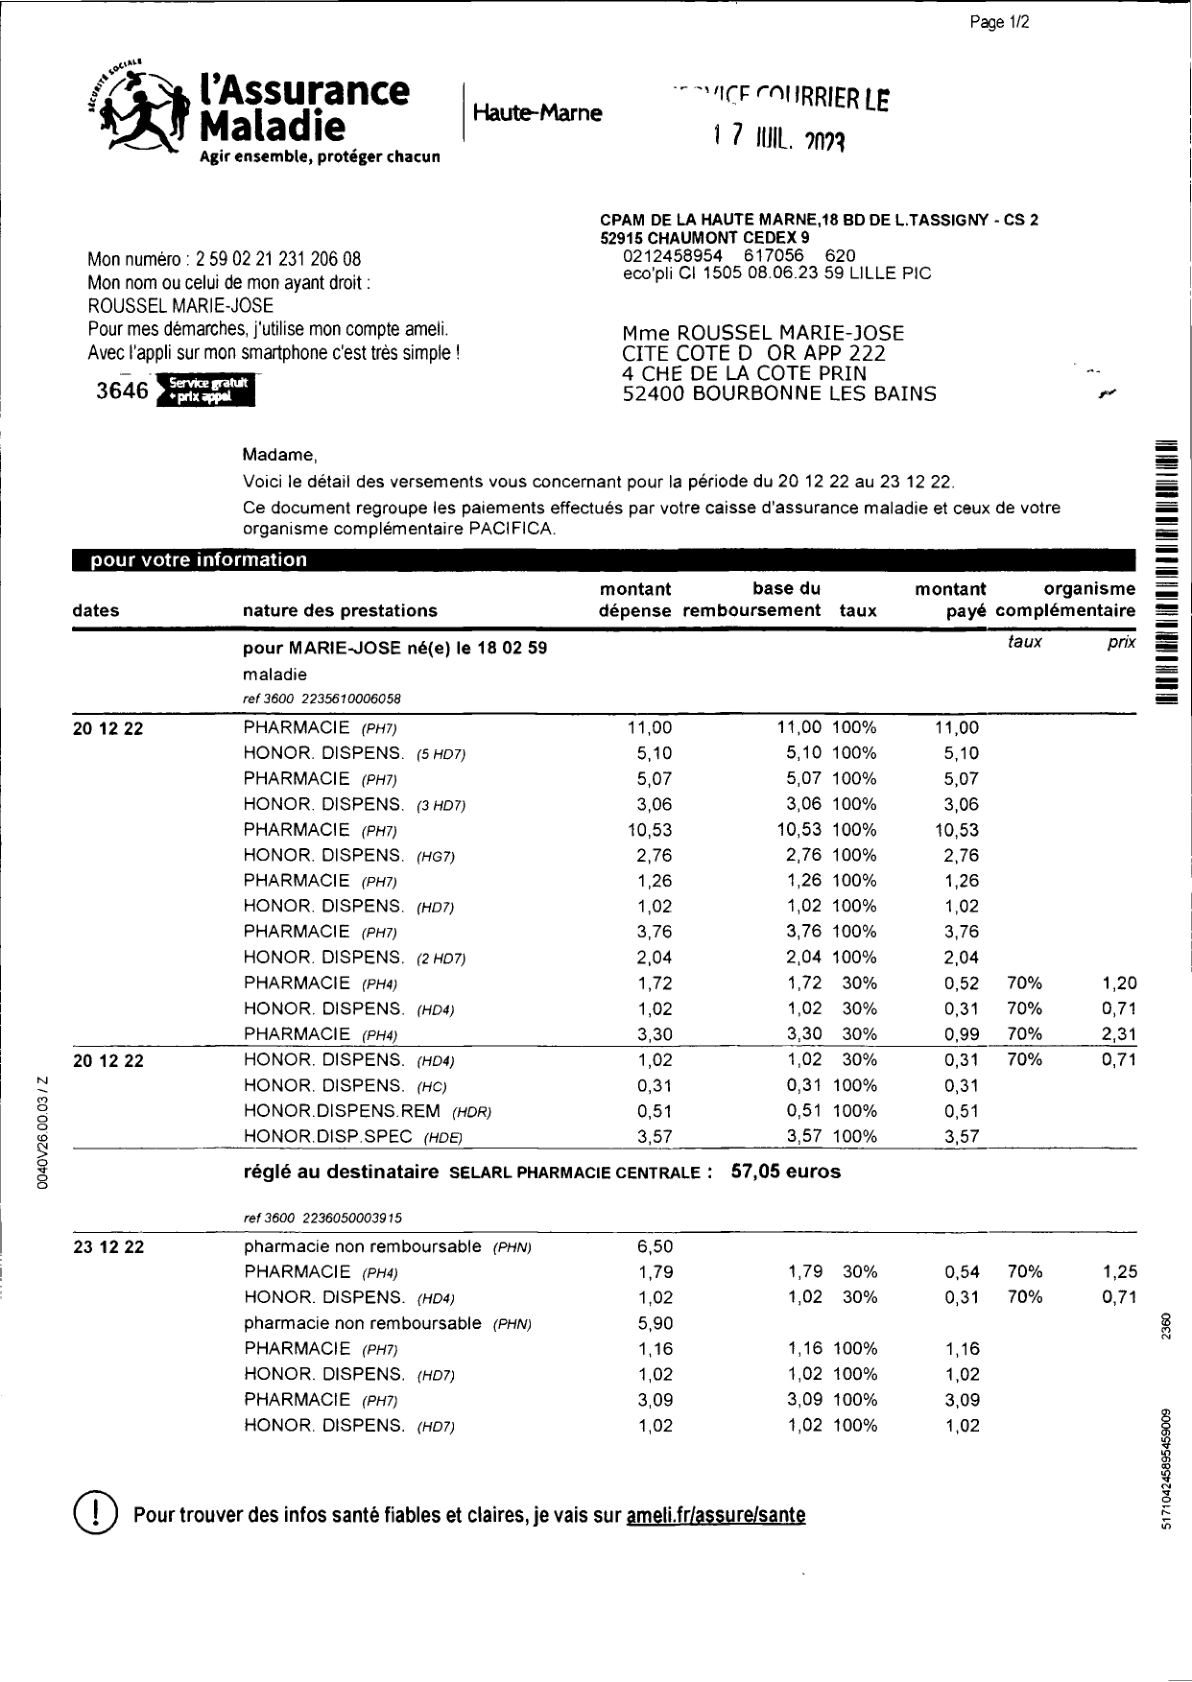 Page 1/2
SÉCURITÉ SOCIALE
l'Assurance
Maladie
Agir ensemble, protéger chacun
Haute-Marne
COURRIER LE
17 JUIL. 2023
CPAM DE LA HAUTE MARNE,18 BD DE L.TASSIGNY - CS 2
52915 CHAUMONT CEDEX 9
0212458954 617056 620
eco'pli CI 1505 08.06.23 59 LILLE PIC
Mon numéro : 2 59 02 21 231 206 08
Mon nom ou celui de mon ayant droit :
ROUSSEL MARIE-JOSE
Pour mes démarches, j'utilise mon compte ameli.
Avec l'appli sur mon smartphone c'est très simple !
3646 Service gratuit
+ prix appel
Mme ROUSSEL MARIE-JOSE
CITE COTE D OR APP 222
4 CHE DE LA COTE PRIN
52400 BOURBONNE LES BAINS
Madame,
Voici le détail des versements vous concernant pour la période du 20 12 22 au 23 12 22.
Ce document regroupe les paiements effectués par votre caisse d'assurance maladie et ceux de votre
organisme complémentaire PACIFICA.
pour votre information
montant base du montant organisme
dates nature des prestations dépense remboursement taux payé complémentaire
pour MARIE-JOSE né(e) le 18 02 59 taux prix
maladie
ref 3600 2235610006058
20 12 22 PHARMACIE (PH7) 11,00 11,00 100% 11,00
HONOR. DISPENS. (5 HD7) 5,10 5,10 100% 5,10
PHARMACIE (PH7) 5,07 5,07 100% 5,07
HONOR. DISPENS. (3 HD7) 3,06 3,06 100% 3,06
PHARMACIE (PH7) 10,53 10,53 100% 10,53
HONOR. DISPENS. (HG7) 2,76 2,76 100% 2,76
PHARMACIE (PH7) 1,26 1,26 100% 1,26
HONOR. DISPENS. (HD7) 1,02 1,02 100% 1,02
PHARMACIE (PH7) 3,76 3,76 100% 3,76
HONOR. DISPENS. (2 HD7) 2,04 2,04 100% 2,04
PHARMACIE (PH4) 1,72 1,72 30% 0,52 70% 1,20
HONOR. DISPENS. (HD4) 1,02 1,02 30% 0,31 70% 0,71
PHARMACIE (PH4) 3,30 3,30 30% 0,99 70% 2,31
20 12 22 HONOR. DISPENS. (HD4) 1,02 1,02 30% 0,31 70% 0,71
HONOR. DISPENS. (HC) 0,31 0,31 100% 0,31
HONOR.DISPENS.REM (HDR) 0,51 0,51 100% 0,51
HONOR.DISP.SPEC (HDE) 3,57 3,57 100% 3,57
réglé au destinataire SELARL PHARMACIE CENTRALE : 57,05 euros
ref 3600 2236050003915
23 12 22 pharmacie non remboursable (PHN) 6,50
PHARMACIE (PH4) 1,79 1,79 30% 0,54 70% 1,25
HONOR. DISPENS. (HD4) 1,02 1,02 30% 0,31 70% 0,71
pharmacie non remboursable (PHN) 5,90
PHARMACIE (PH7) 1,16 1,16 100% 1,16
HONOR. DISPENS. (HD7) 1,02 1,02 100% 1,02
PHARMACIE (PH7) 3,09 3,09 100% 3,09
HONOR. DISPENS. (HD7) 1,02 1,02 100% 1,02
Pour trouver des infos santé fiables et claires, je vais sur ameli.fr/assure/sante
0040V26.00.03 / Z
2360
517104245895459009